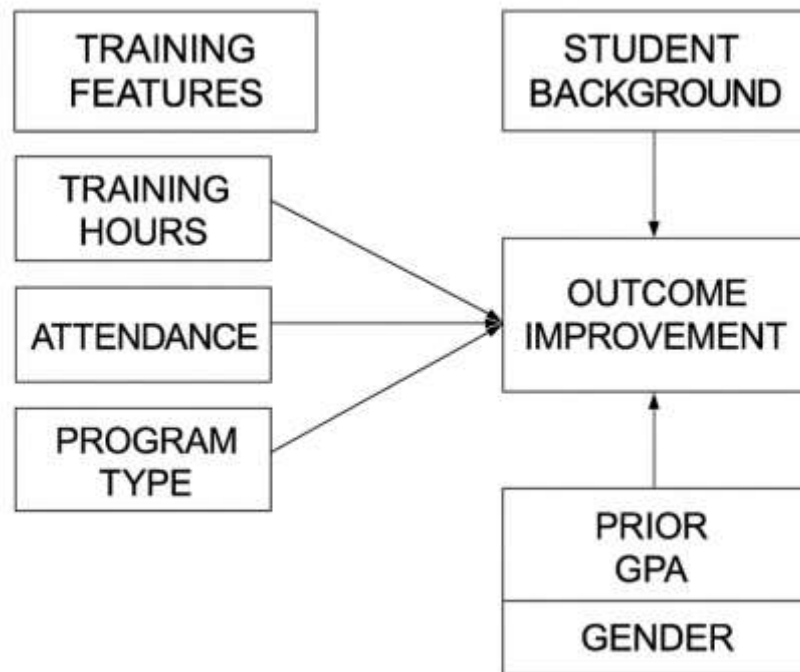 TRAINING
FEATURES
TRAINING
HOURS
ATTENDANCE
PROGRAM
TYPE
STUDENT
BACKGROUND
OUTCOME
IMPROVEMENT
PRIOR
GPA
GENDER